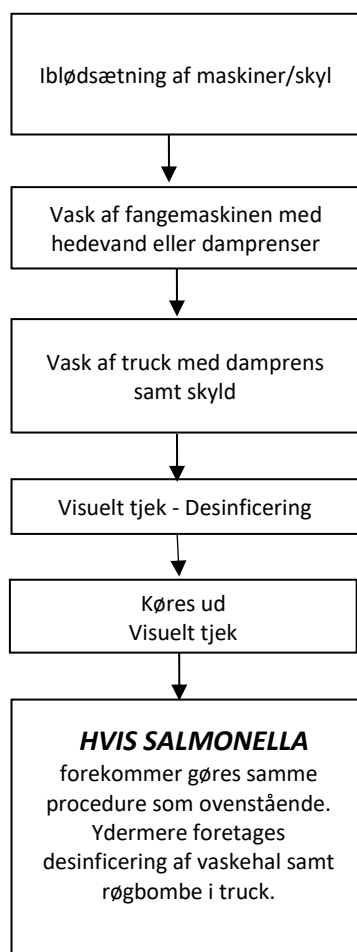 Iblødsætning af maskiner/skyl
Vask af fangemaskinen med
hedevand eller damprenser
Vask af truck med damprens
samt skyld
Visuelt tjek - Desinficering
Køres ud
Visuelt tjek
HVIS SALMONELLA
forekommer gøres samme
procedure som ovenstående.
Ydermere foretages
desinficering af vaskehal samt
røgbombe i truck.